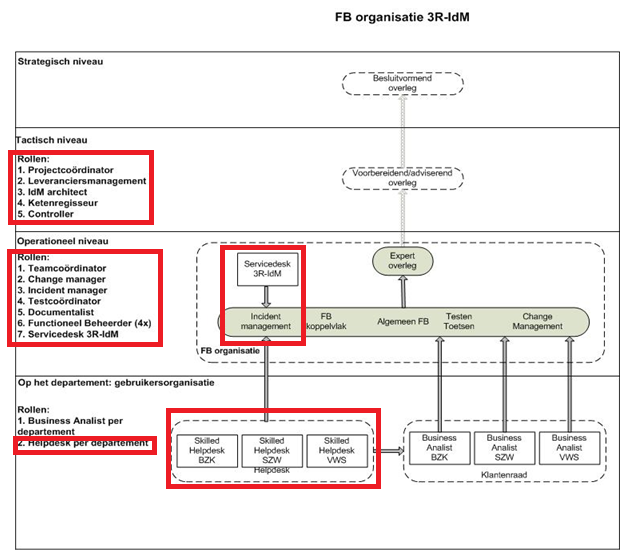 FB organisatie 3R-IdM
Strategisch niveau
Besluitvormend
overleg
Tactisch niveau
Rollen:
1. Projectcoördinator
2. Leveranciersmanagement
3. IdM architect
4. Ketenregisseur
5. Controller
Voorbereidend/adviserend
overleg
Operationeel niveau
Rollen:
1. Teamcoördinator
2. Change manager
3. Incident manager
4. Testcoördinator
5. Documentalist
6. Functioneel Beheerder (4x)
7. Servicedesk 3R-IdM
Servicedesk
3R-IdM
Expert
overleg
Incident
management
FB
koppelvlak
Algemeen FB
Testen
Toetsen
Change
Management
FB organisatie
Op het departement: gebruikersorganisatie
Rollen:
1. Business Analist per
departement
2. Helpdesk per departement
Skilled
Helpdesk
BZK
Skilled
Helpdesk
SZW
Skilled
Helpdesk
VWS
Helpdesk
Business
Analist
BZK
Business
Analist
SZW
Business
Analist
VWS
Klantenraad